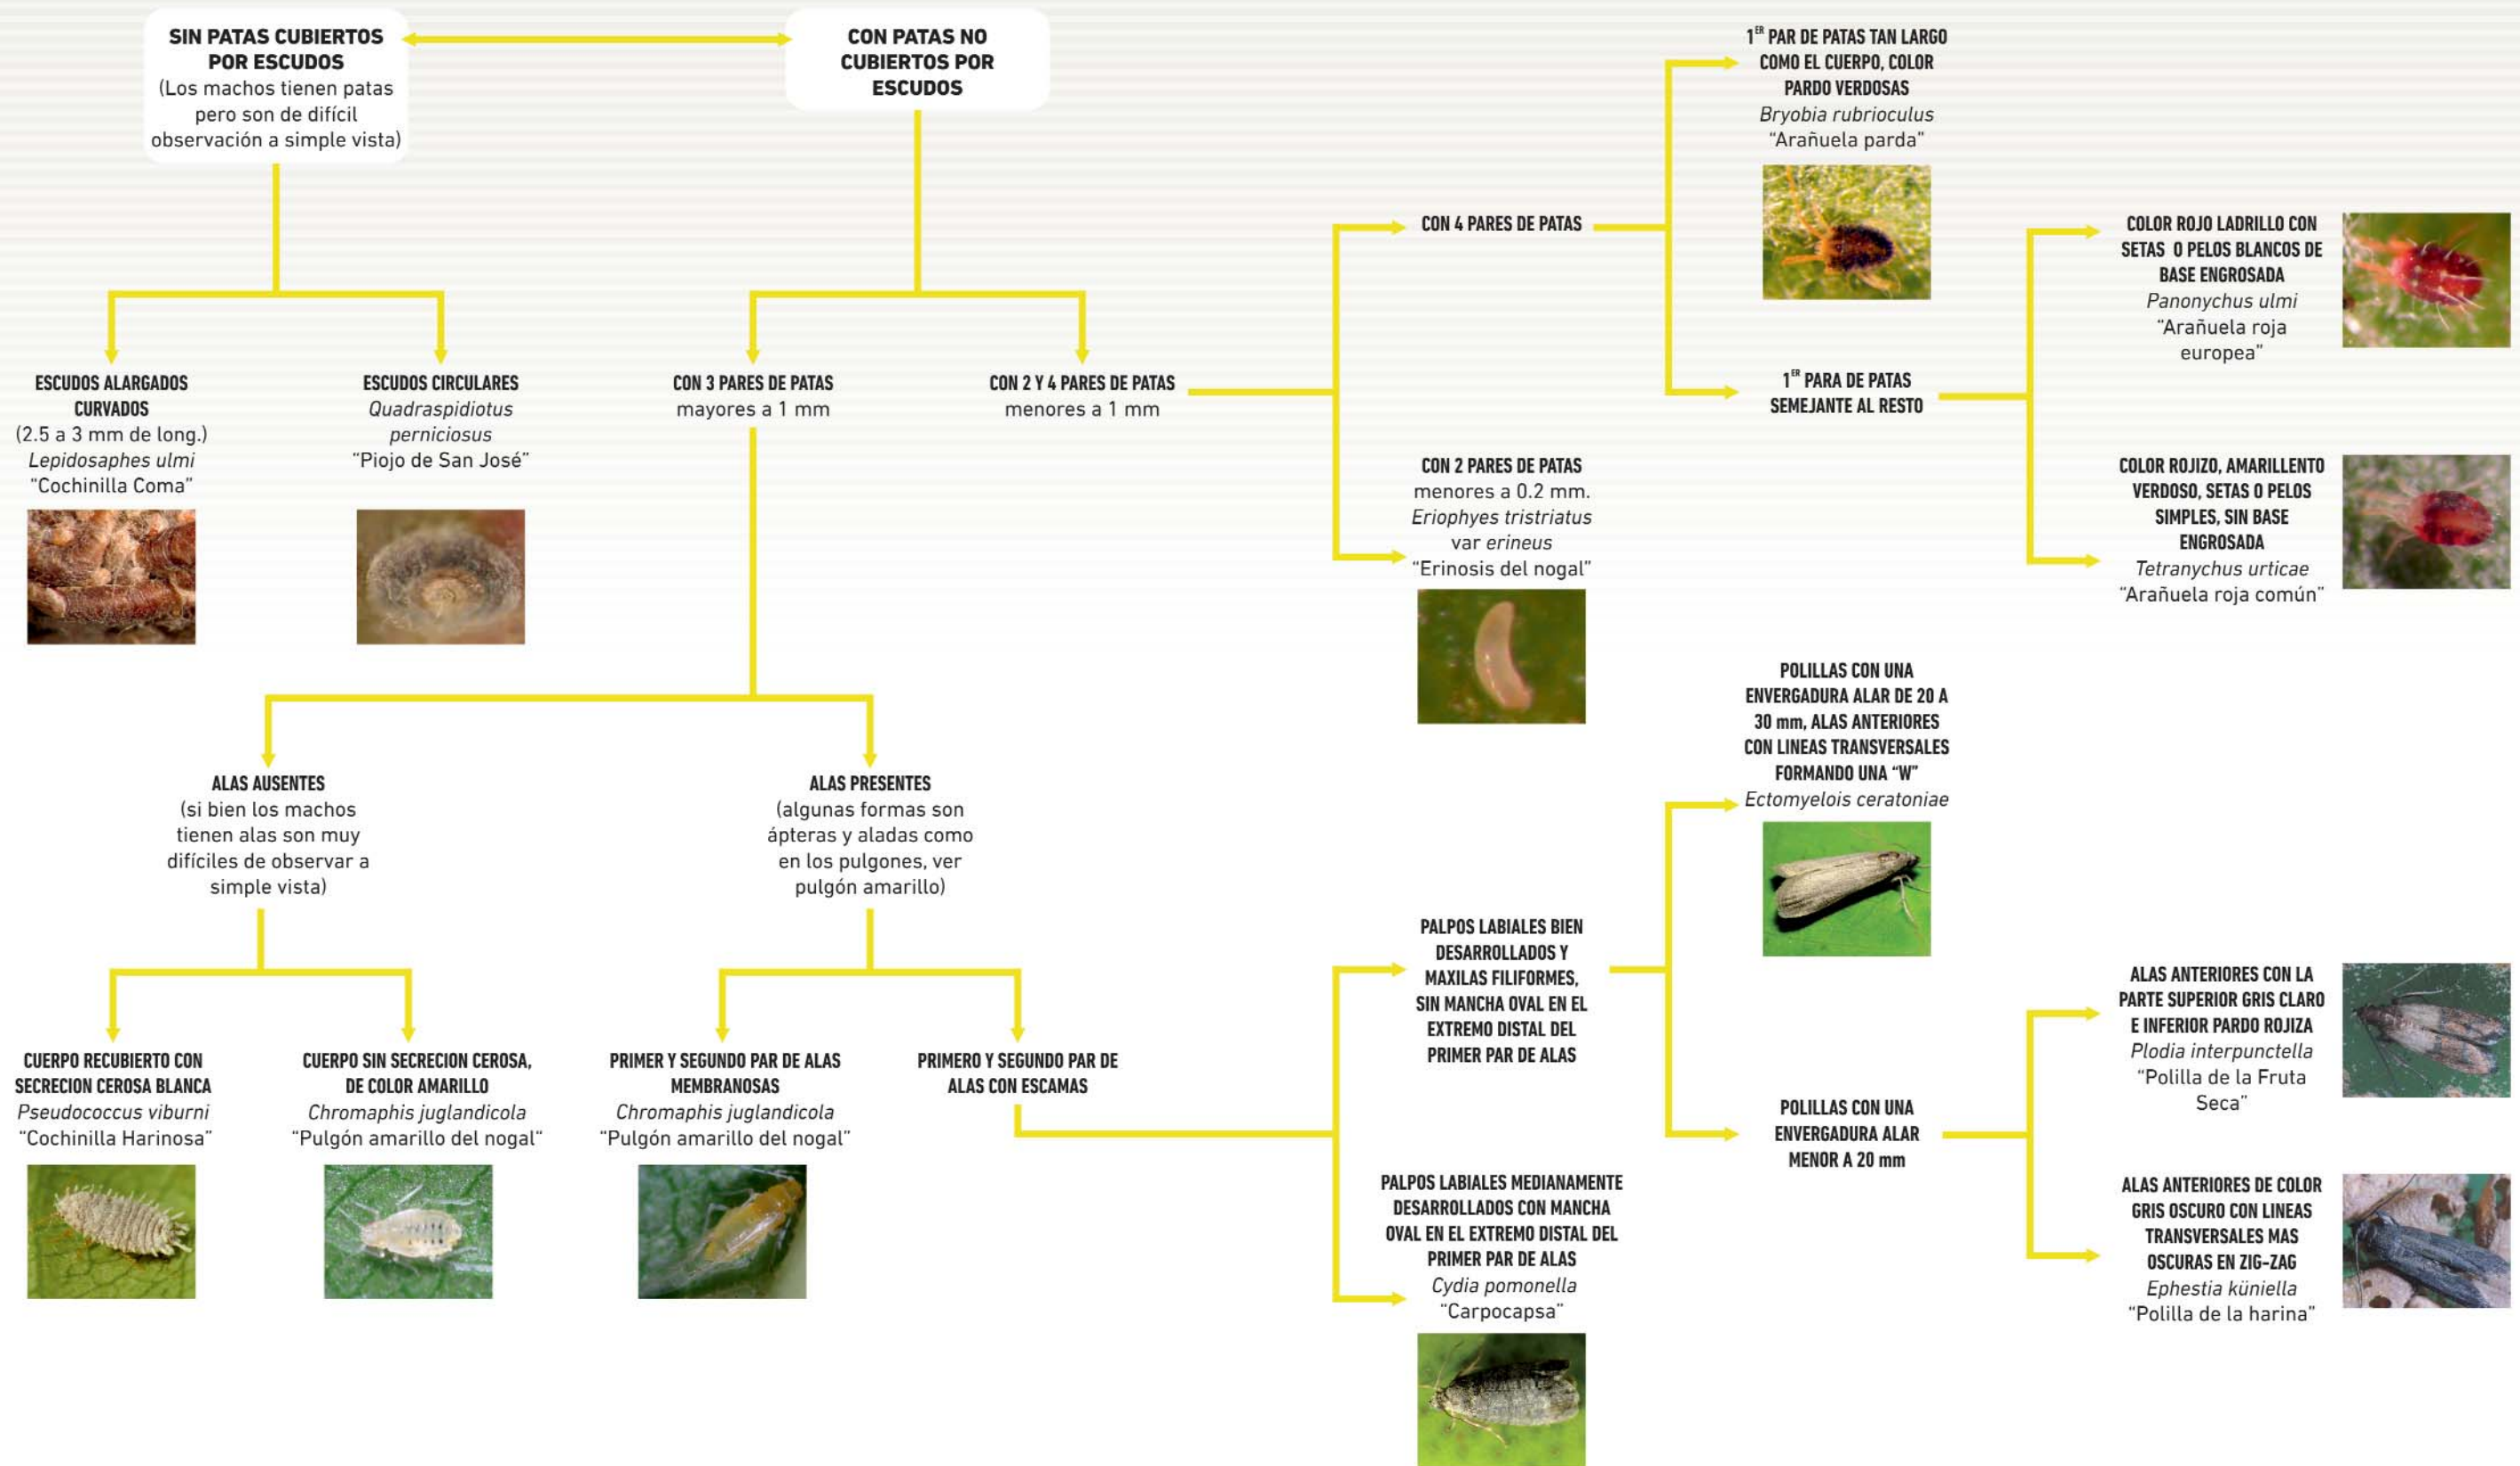 SIN PATAS CUBIERTOS
POR ESCUDOS
(Los machos tienen patas
pero son de difícil
observación a simple vista)
CON PATAS NO
CUBIERTOS POR
ESCUDOS
ESCUDOS ALARGADOS
CURVADOS
(2.5 a 3 mm de long.)
Lepidosaphes ulmi
“Cochinilla Coma”
ESCUDOS CIRCULARES
Quadraspidiotus
perniciosus
“Piojo de San José”
CON 3 PARES DE PATAS
mayores a 1 mm
CON 2 Y 4 PARES DE PATAS
menores a 1 mm
CON 4 PARES DE PATAS
1ER PAR DE PATAS TAN LARGO
COMO EL CUERPO, COLOR
PARDO VERDOSAS
Bryobia rubrioculus
“Arañuela parda”
1ER PARA DE PATAS
SEMEJANTE AL RESTO
COLOR ROJO LADRILLO CON
SETAS O PELOS BLANCOS DE
BASE ENGROSADA
Panonychus ulmi
“Arañuela roja
europea”
COLOR ROJIZO, AMARILLENTO
VERDOSO, SETAS O PELOS
SIMPLES, SIN BASE
ENGROSADA
Tetranychus urticae
“Arañuela roja común”
CON 2 PARES DE PATAS
menores a 0.2 mm.
Eriophyes tristriatus
var erineus
“Erinosis del nogal”
ALAS AUSENTES
(si bien los machos
tienen alas son muy
difíciles de observar a
simple vista)
ALAS PRESENTES
(algunas formas son
ápteras y aladas como
en los pulgones, ver
pulgón amarillo)
CUERPO RECUBIERTO CON
SECRECION CEROSA BLANCA
Pseudococcus viburni
“Cochinilla Harinosa”
CUERPO SIN SECRECION CEROSA,
DE COLOR AMARILLO
Chromaphis juglandicola
“Pulgón amarillo del nogal“
PRIMER Y SEGUNDO PAR DE ALAS
MEMBRANOSAS
Chromaphis juglandicola
“Pulgón amarillo del nogal”
PRIMERO Y SEGUNDO PAR DE
ALAS CON ESCAMAS
PALPOS LABIALES BIEN
DESARROLLADOS Y
MAXILAS FILIFORMES,
SIN MANCHA OVAL EN EL
EXTREMO DISTAL DEL
PRIMER PAR DE ALAS
PALPOS LABIALES MEDIANAMENTE
DESARROLLADOS CON MANCHA
OVAL EN EL EXTREMO DISTAL DEL
PRIMER PAR DE ALAS
Cydia pomonella
“Carpocapsa”
POLILLAS CON UNA
ENVERGADURA ALAR DE 20 A
30 mm, ALAS ANTERIORES
CON LINEAS TRANSVERSALES
FORMANDO UNA “W”
Ectomyelois ceratoniae
POLILLAS CON UNA
ENVERGADURA ALAR
MENOR A 20 mm
ALAS ANTERIORES CON LA
PARTE SUPERIOR GRIS CLARO
E INFERIOR PARDO ROJIZA
Plodia interpunctella
“Polilla de la Fruta
Seca”
ALAS ANTERIORES DE COLOR
GRIS OSCURO CON LINEAS
TRANSVERSALES MAS
OSCURAS EN ZIG-ZAG
Ephestia küniella
“Polilla de la harina”